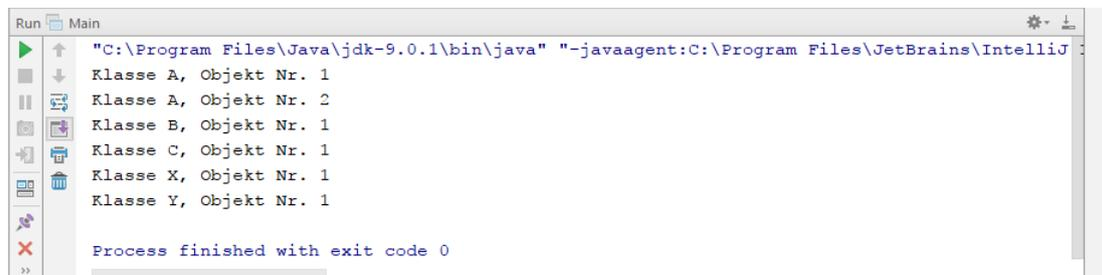 Run Main
"C:\Program Files\Java\jdk-9.0.1\bin\java" "-javaagent:C:\Program Files\JetBrains\IntelliJ
Klasse A, Objekt Nr. 1
Klasse A, Objekt Nr. 2
Klasse B, Objekt Nr. 1
Klasse C, Objekt Nr. 1
Klasse X, Objekt Nr. 1
Klasse Y, Objekt Nr. 1
Process finished with exit code 0